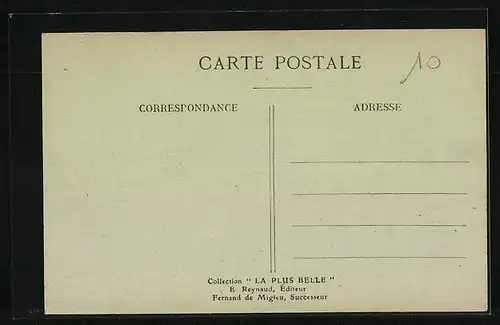 CARTE POSTALE
10
CORRESPONDANCE
ADRESSE
Collection " LA PLUS BELLE "
E. Reynaud, Éditeur
Fernand de Migieu, Successeur